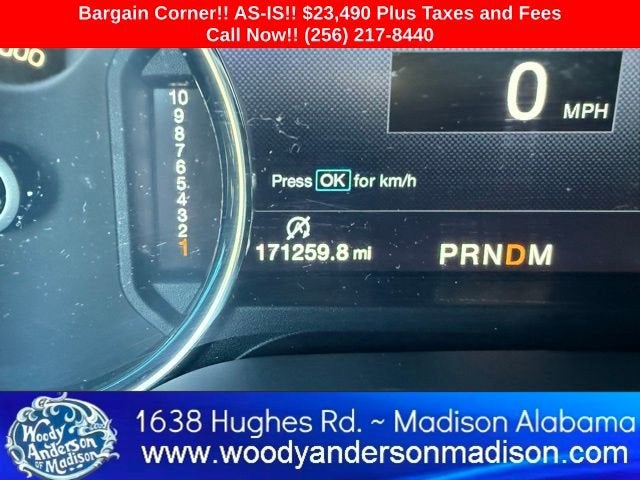 Bargain Corner!! AS-IS!! $23,490 Plus Taxes and Fees
Call Now!! (256) 217-8440
000
0 MPH
10
9
8
7
6
5
4
3
2
1
Press OK for km/h
A
171259.8 mi
PRNDM
Woody
Anderson
OF Madison
1638 Hughes Rd. ~ Madison Alabama
www.woodyandersonmadison.com